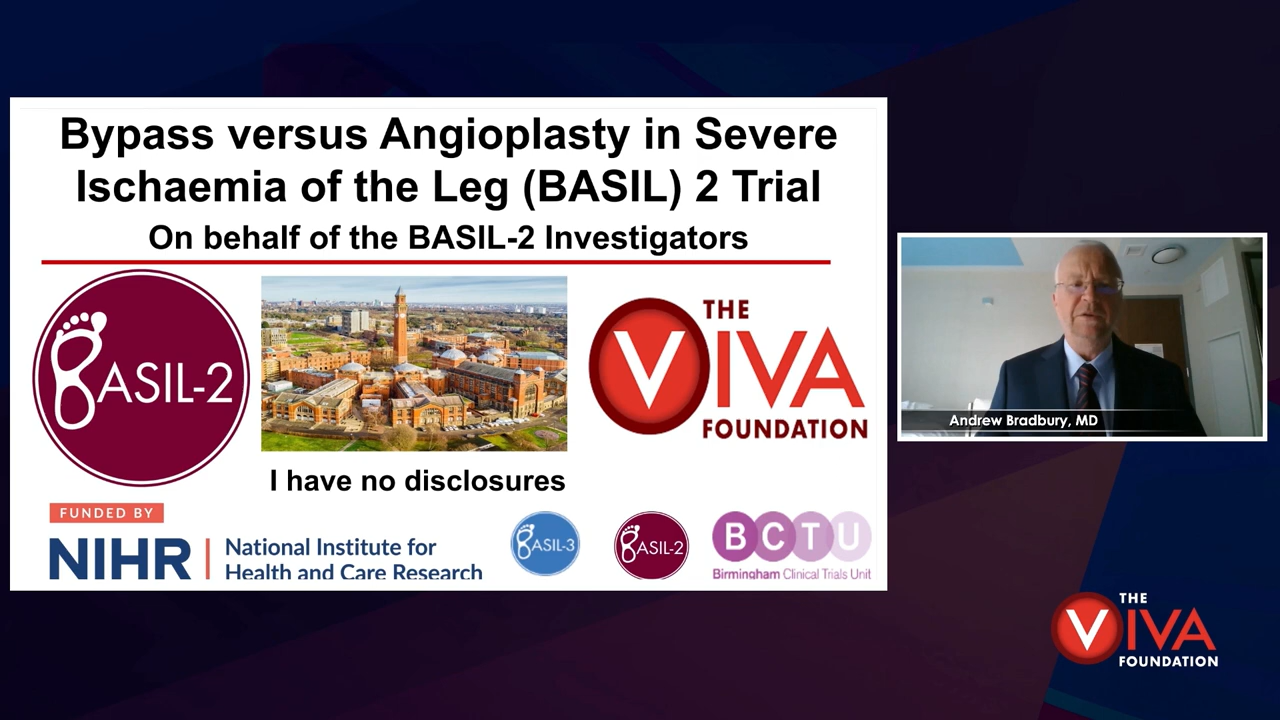 Bypass versus Angioplasty in Severe
Ischaemia of the Leg (BASIL) 2 Trial
On behalf of the BASIL-2 Investigators
BASIL-2
THE
VIVA
FOUNDATION
I have no disclosures
FUNDED BY
NIHR
National Institute for
Health and Care Research
BASIL-3
BASIL-2
BCTU
Birmingham Clinical Trials Unit
Andrew Bradbury, MD
THE
VIVA
FOUNDATION